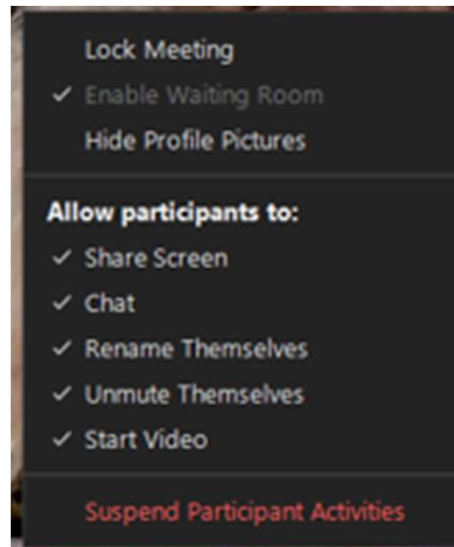 Lock Meeting
Enable Waiting Room
Hide Profile Pictures
Allow participants to:
Share Screen
Chat
Rename Themselves
Unmute Themselves
Start Video
Suspend Participant Activities